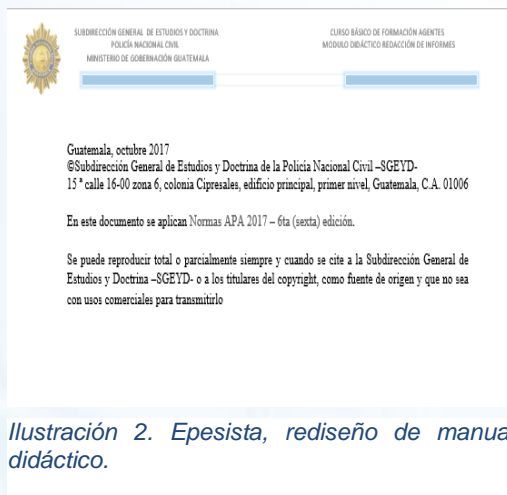 SUBDIRECCIÓN GENERAL DE ESTUDIOS Y DOCTRINA
POLICÍA NACIONAL CIVIL
MINISTERIO DE GOBERNACIÓN GUATEMALA
CURSO BÁSICO DE FORMACIÓN AGENTES
MODULO DIDÁCTICO REDACCIÓN DE INFORMES
Guatemala, octubre 2017
©Subdirección General de Estudios y Doctrina de la Policia Nacional Civil –SGEYD-
15 ª calle 16-00 zona 6, colonia Cipresales, edificio principal, primer nivel, Guatemala, C.A. 01006
En este documento se aplican Normas APA 2017 – 6ta (sexta) edición.
Se puede reproducir total o parcialmente siempre y cuando se cite a la Subdirección General de
Estudios y Doctrina –SGEYD- o a los titulares del copyright, como fuente de origen y que no sea
con usos comerciales para transmitirlo
Ilustración 2. Epesista, rediseño de manua
didáctico.